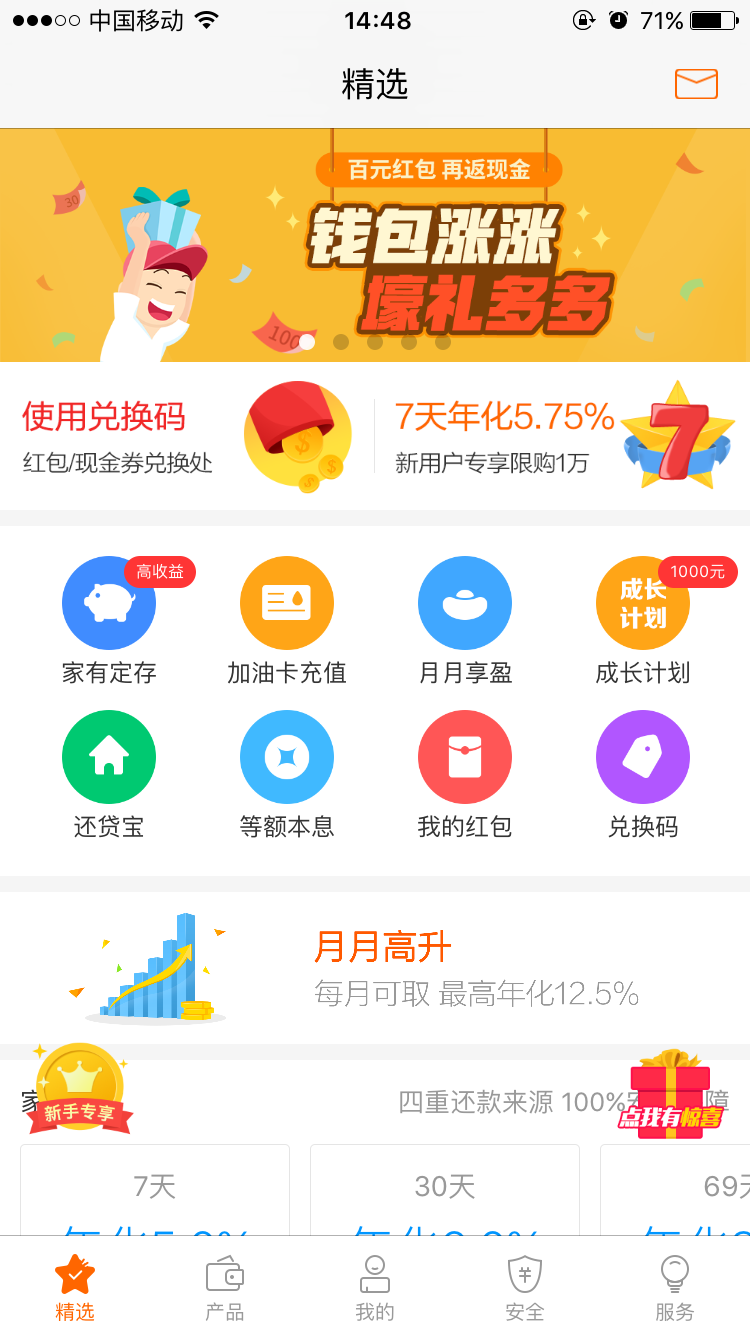 中国移动
14:48
71%
精选
百元红包 再返现金
钱包涨涨
壕礼多多
30
100
使用兑换码
红包/现金券兑换处
7天年化5.75%
新用户专享限购1万
7
高收益
1000元
成长
计划
家有定存
加油卡充值
月月享盈
成长计划
还贷宝
等额本息
我的红包
兑换码
月月高升
每月可取 最高年化12.5%
新手专享
四重还款来源 100%
障
点我有惊喜
7天
30天
69天
精选
产品
我的
安全
服务